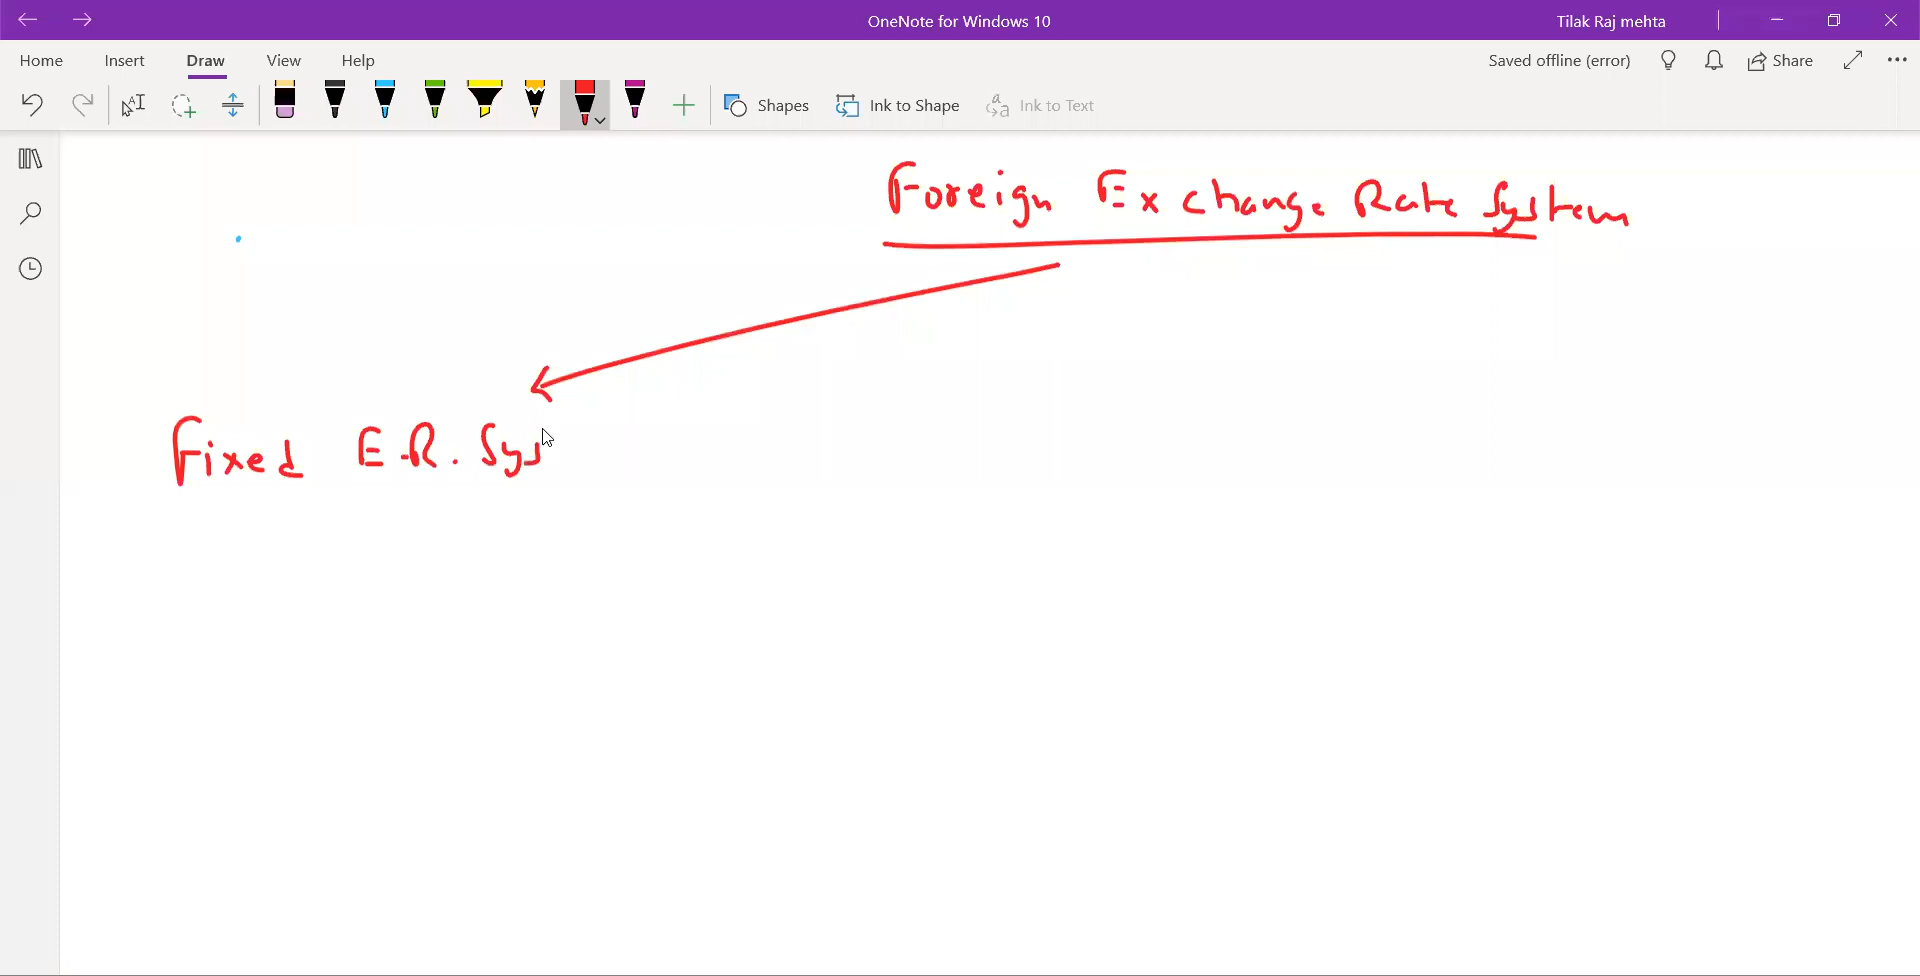 OneNote for Windows 10
Tilak Raj mehta
Home Insert Draw View Help
Saved offline (error)
Share
Shapes
Ink to Shape
Ink to Text
Foreign Exchange Rate System
Fixed E.R. Sys